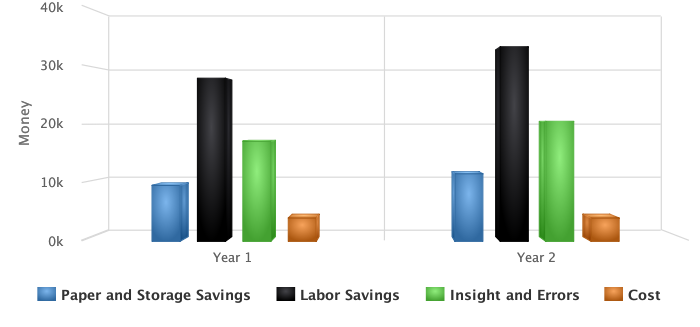 40k
30k
20k
10k
0k
Money
Year 1
Year 2
Paper and Storage Savings
Labor Savings
Insight and Errors
Cost